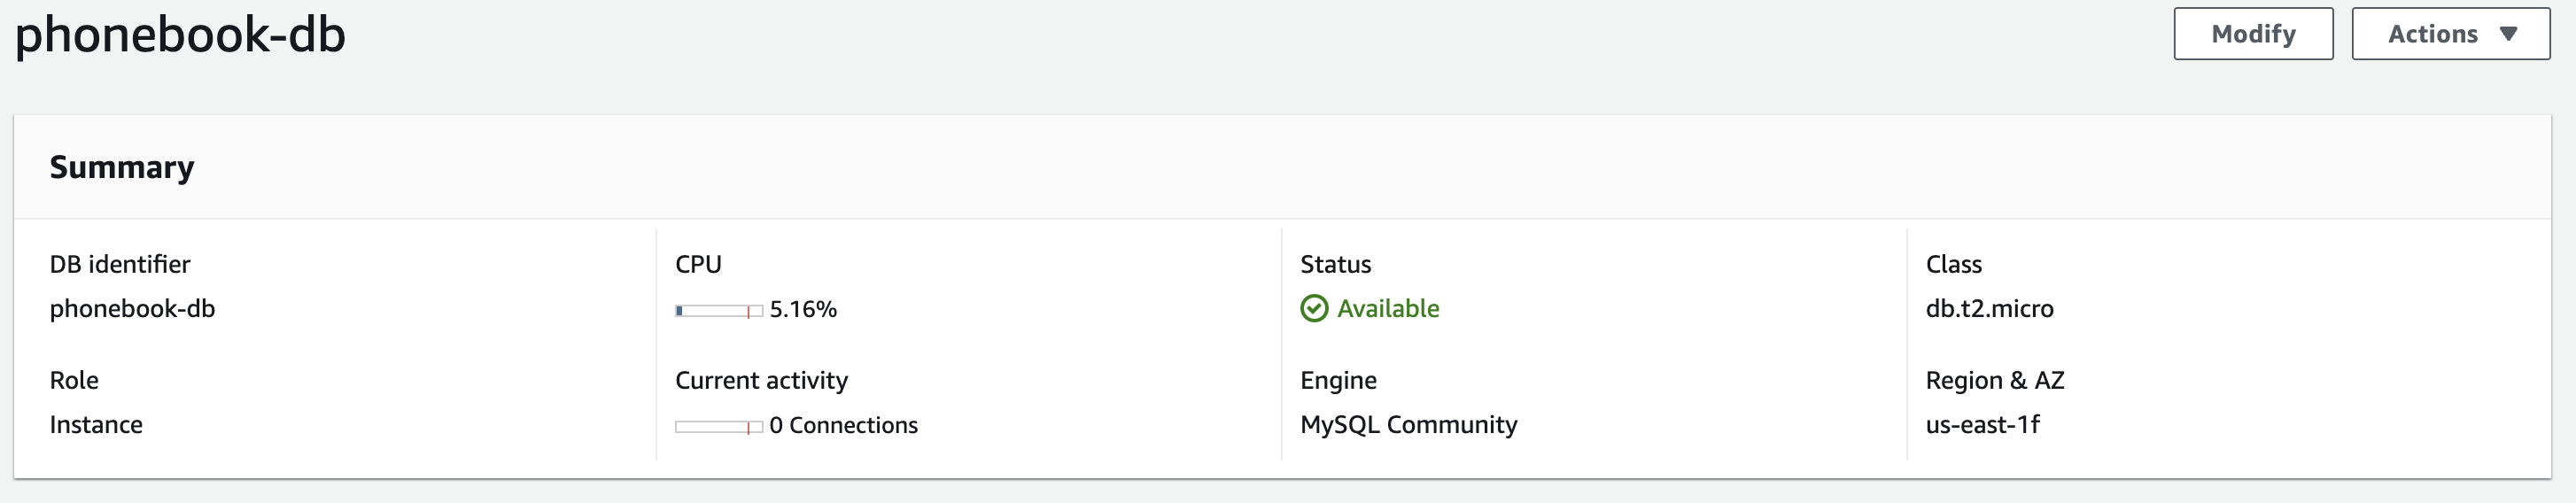 phonebook-db
Modify
Actions
Summary
DB identifier
phonebook-db
CPU
5.16%
Status
Available
Class
db.t2.micro
Role
Instance
Current activity
0 Connections
Engine
MySQL Community
Region & AZ
us-east-1f